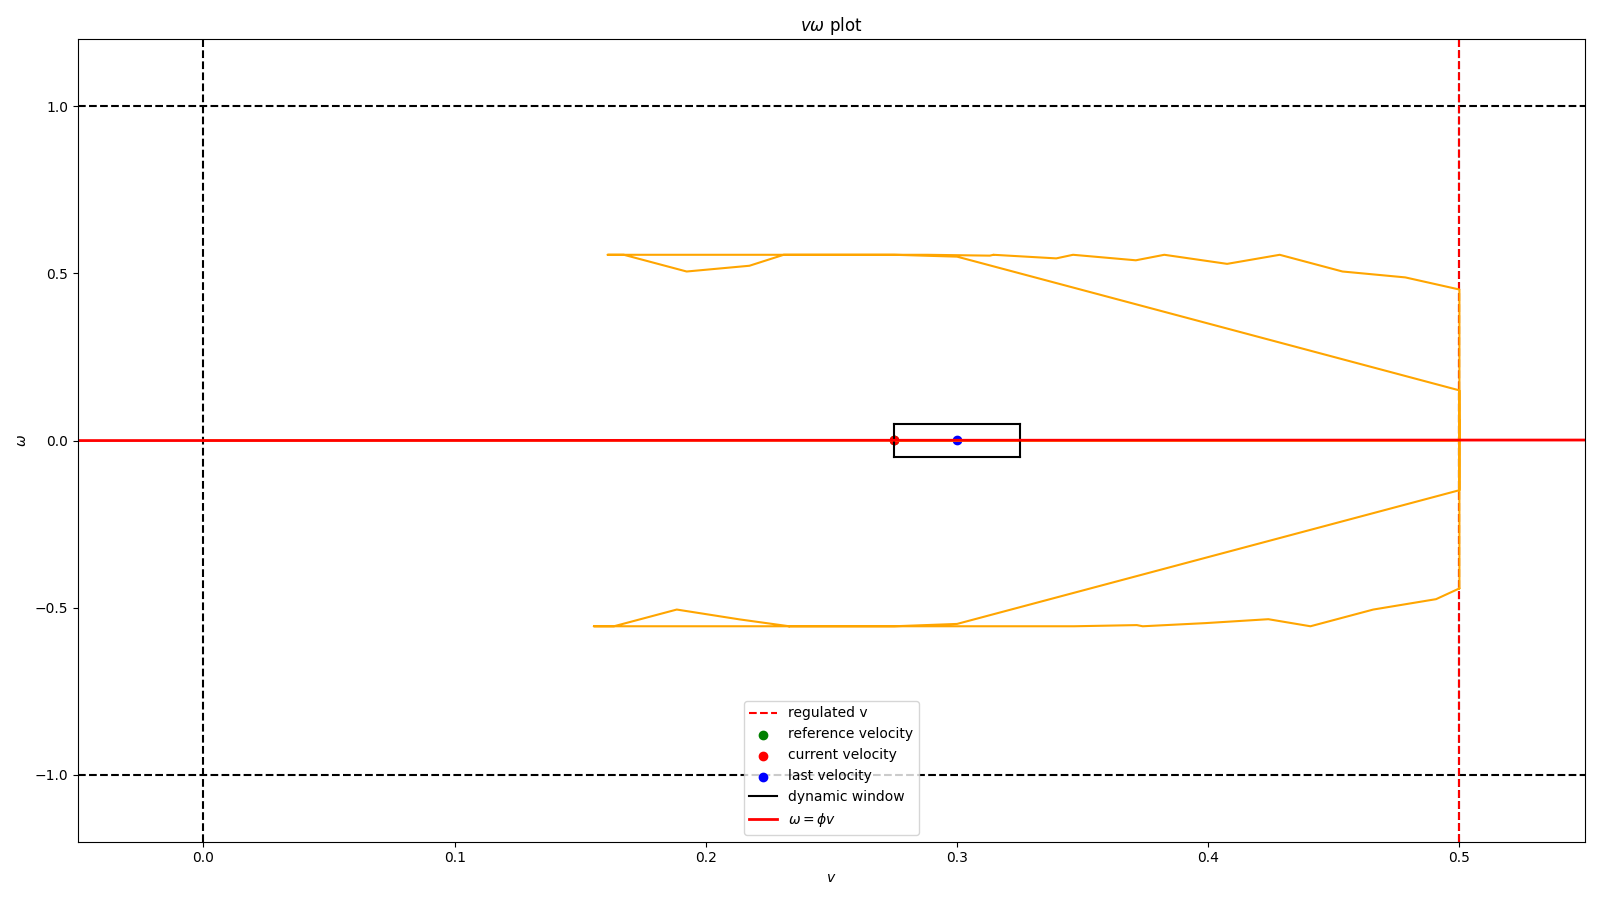 vω plot
1.0
0.5
0.0
−0.5
−1.0
ω
regulated v
reference velocity
current velocity
last velocity
dynamic window
ω = ϕv
0.0 0.1 0.2 0.3 0.4 0.5
v